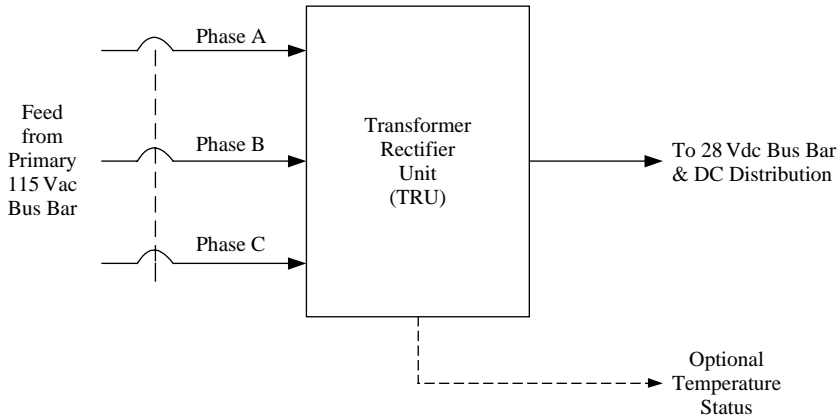 Phase A
Feed
from
Primary
115 Vac
Bus Bar
Phase B
Phase C
Transformer
Rectifier
Unit
(TRU)
To 28 Vdc Bus Bar
& DC Distribution
Optional
Temperature
Status